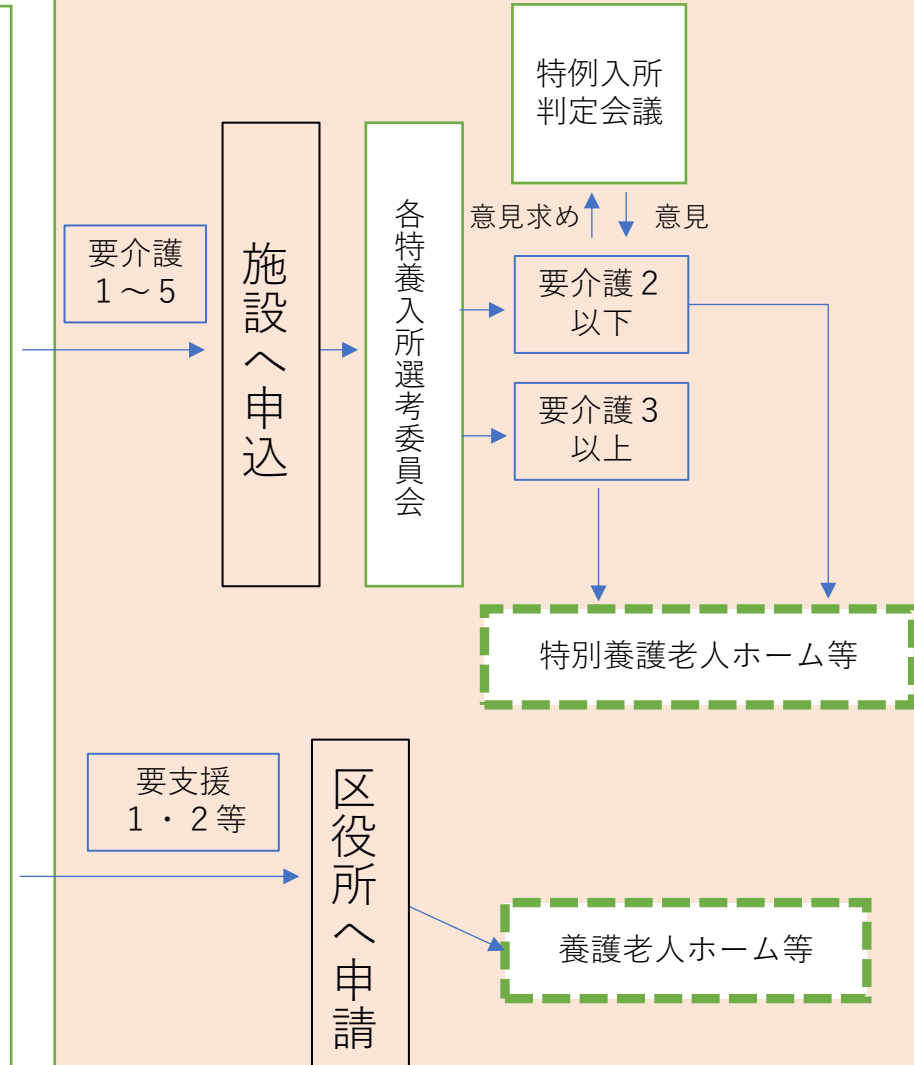 特例入所
判定会議
意見求め
意見
要介護
1～5
施設へ申込
各特養入所選考委員会
要介護2
以下
要介護3
以上
特別養護老人ホーム等
要支援
1・2等
区役所へ申請
養護老人ホーム等